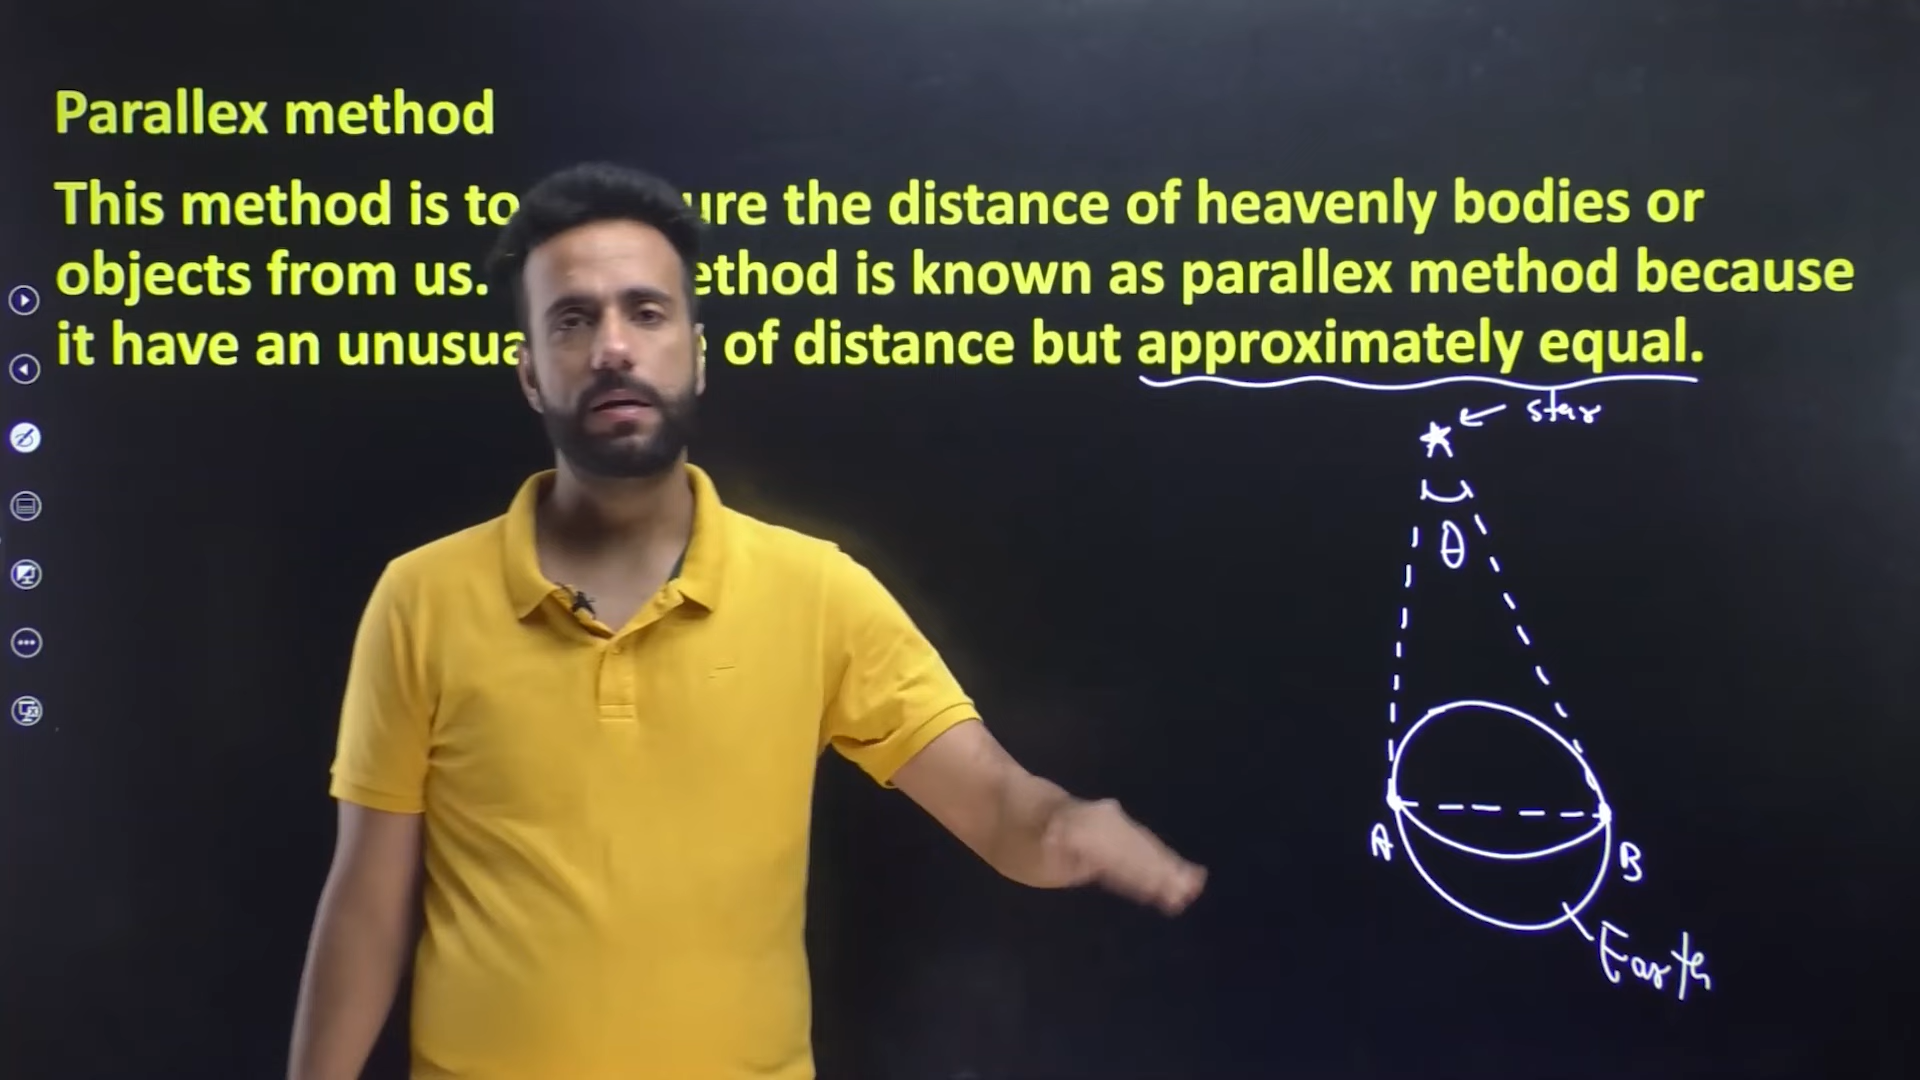 Parallex method
This method is to ure the distance of heavenly bodies or
objects from us. ethod is known as parallex method because
it have an unusua of distance but approximately equal.
star
θ
A
B
Earth